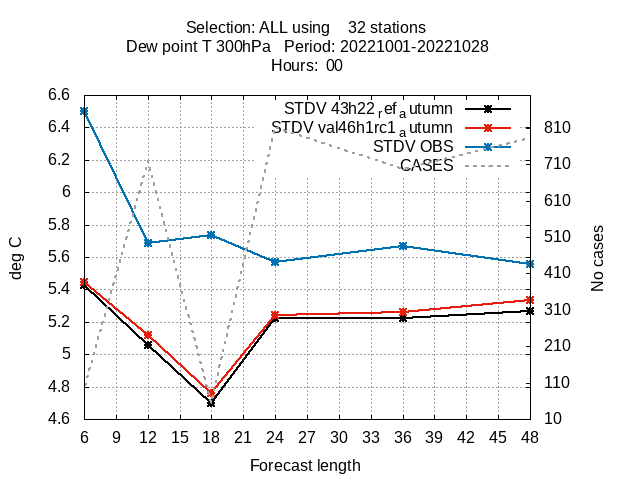 Selection: ALL using 32 stations
Dew point T 300hPa Period: 20221001-20221028
Hours: 00
STDV 43h22ref autumn
STDV val46h1rc1autumn
STDV OBS
CASES
6.6
6.4
6.2
6
5.8
5.6
5.4
5.2
5
4.8
4.6
deg C
810
710
610
510
410
310
210
110
10
No cases
6 9 12 15 18 21 24 27 30 33 36 39 42 45 48
Forecast length